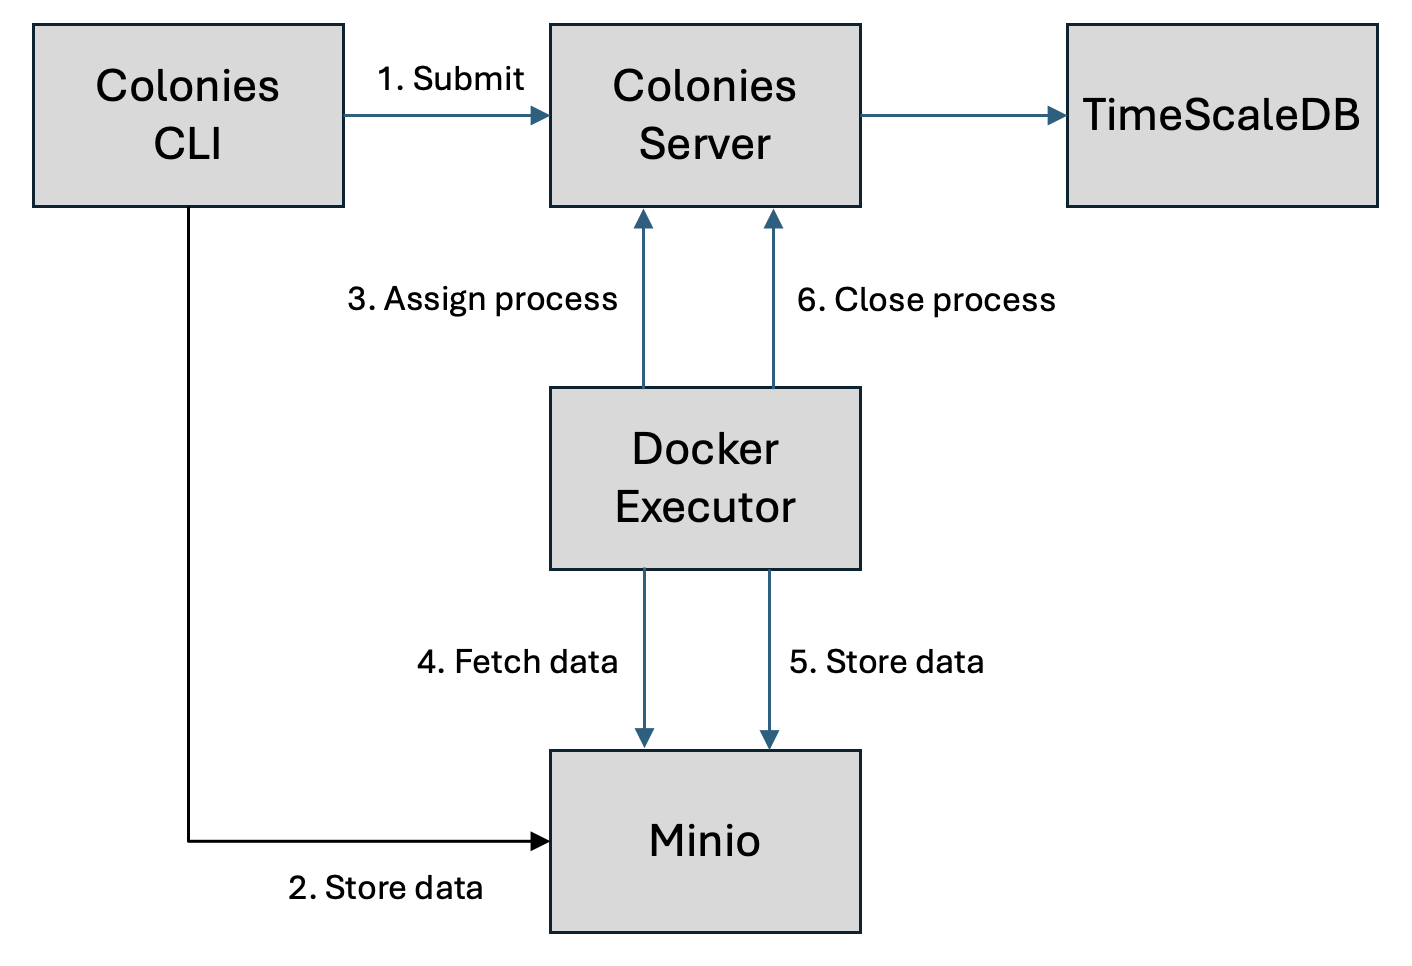 Colonies
CLI
1. Submit
Colonies
Server
TimeScaleDB
3. Assign process
6. Close process
Docker
Executor
4. Fetch data
5. Store data
Minio
2. Store data